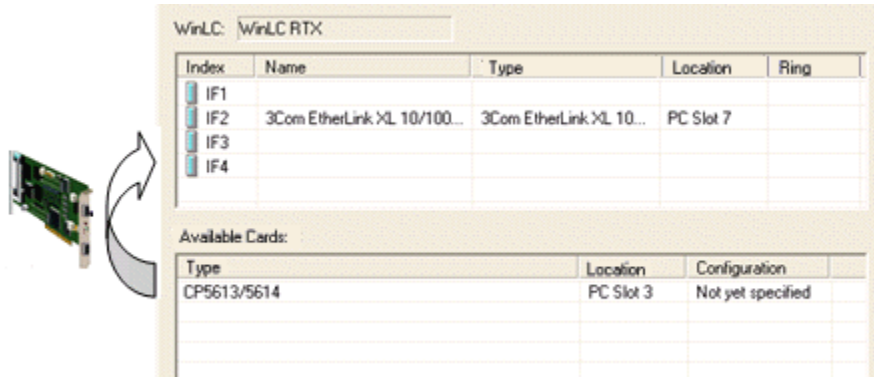 WinLC: WinLC RTX
Index Name Type Location Ring
IF1
IF2 3Com EtherLink XL 10/100... 3Com EtherLink XL 10... PC Slot 7
IF3
IF4
Available Cards:
Type Location Configuration
CP5613/5614 PC Slot 3 Not yet specified